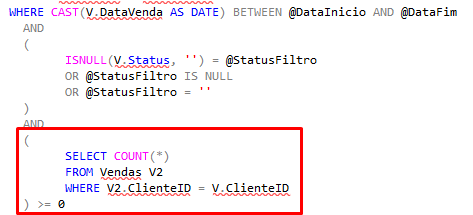 WHERE CAST(V.DataVenda AS DATE) BETWEEN @DataInicio AND @DataFim
AND
(
ISNULL(V.Status, '') = @StatusFiltro
OR @StatusFiltro IS NULL
OR @StatusFiltro = ''
)
AND
(
SELECT COUNT(*)
FROM Vendas V2
WHERE V2.ClienteID = V.ClienteID
) >= 0